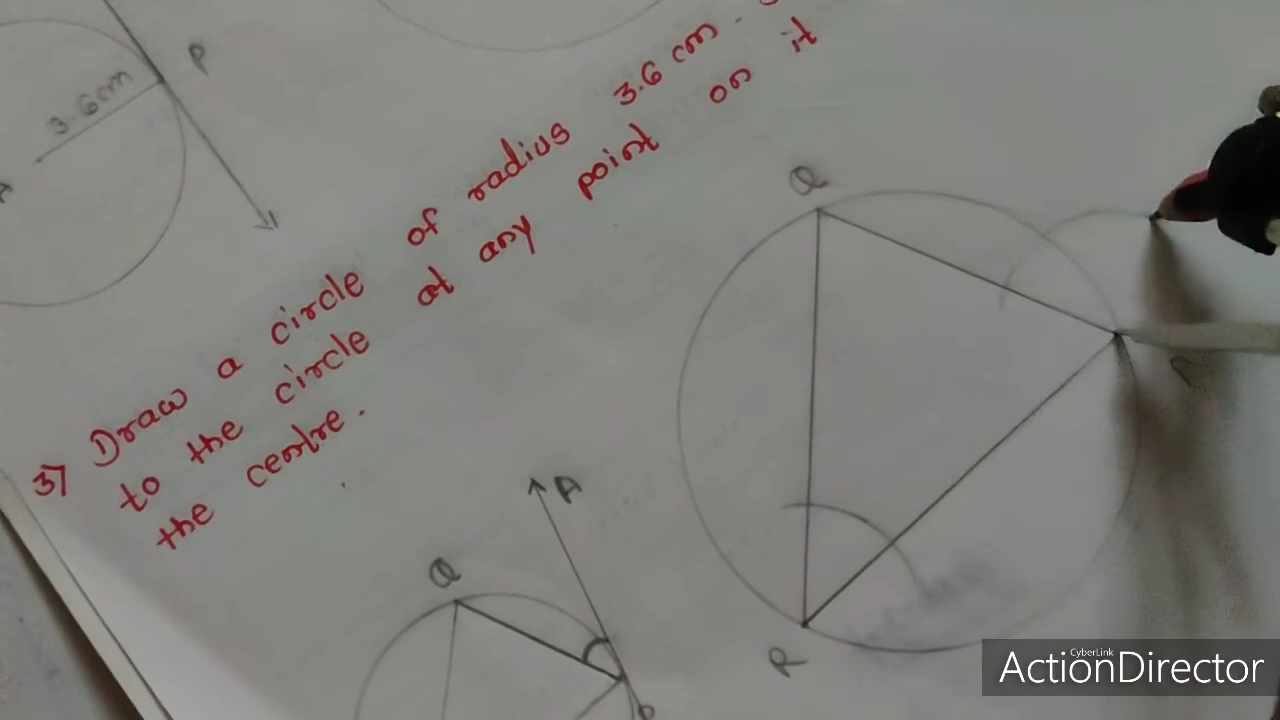 P
3.6cm
A
3) Draw a circle of radius 3.6 cm.
to the circle at any point on it
the centre.
Q
P
R
A
Q
P
CyberLink
ActionDirector